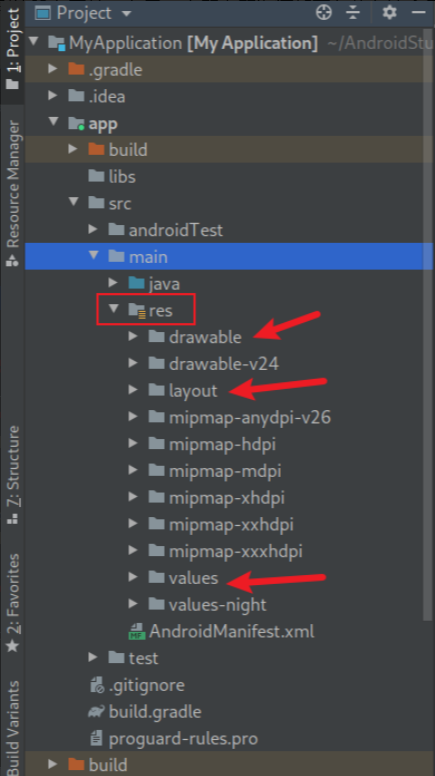 Project
MyApplication [My Application] ~/AndroidStu
.gradle
.idea
app
build
libs
src
androidTest
main
java
res
drawable
drawable-v24
layout
mipmap-anydpi-v26
mipmap-hdpi
mipmap-mdpi
mipmap-xhdpi
mipmap-xxhdpi
mipmap-xxxhdpi
values
values-night
MF AndroidManifest.xml
test
.gitignore
build.gradle
proguard-rules.pro
build
1: Project
Resource Manager
7: Structure
2: Favorites
Build Variants